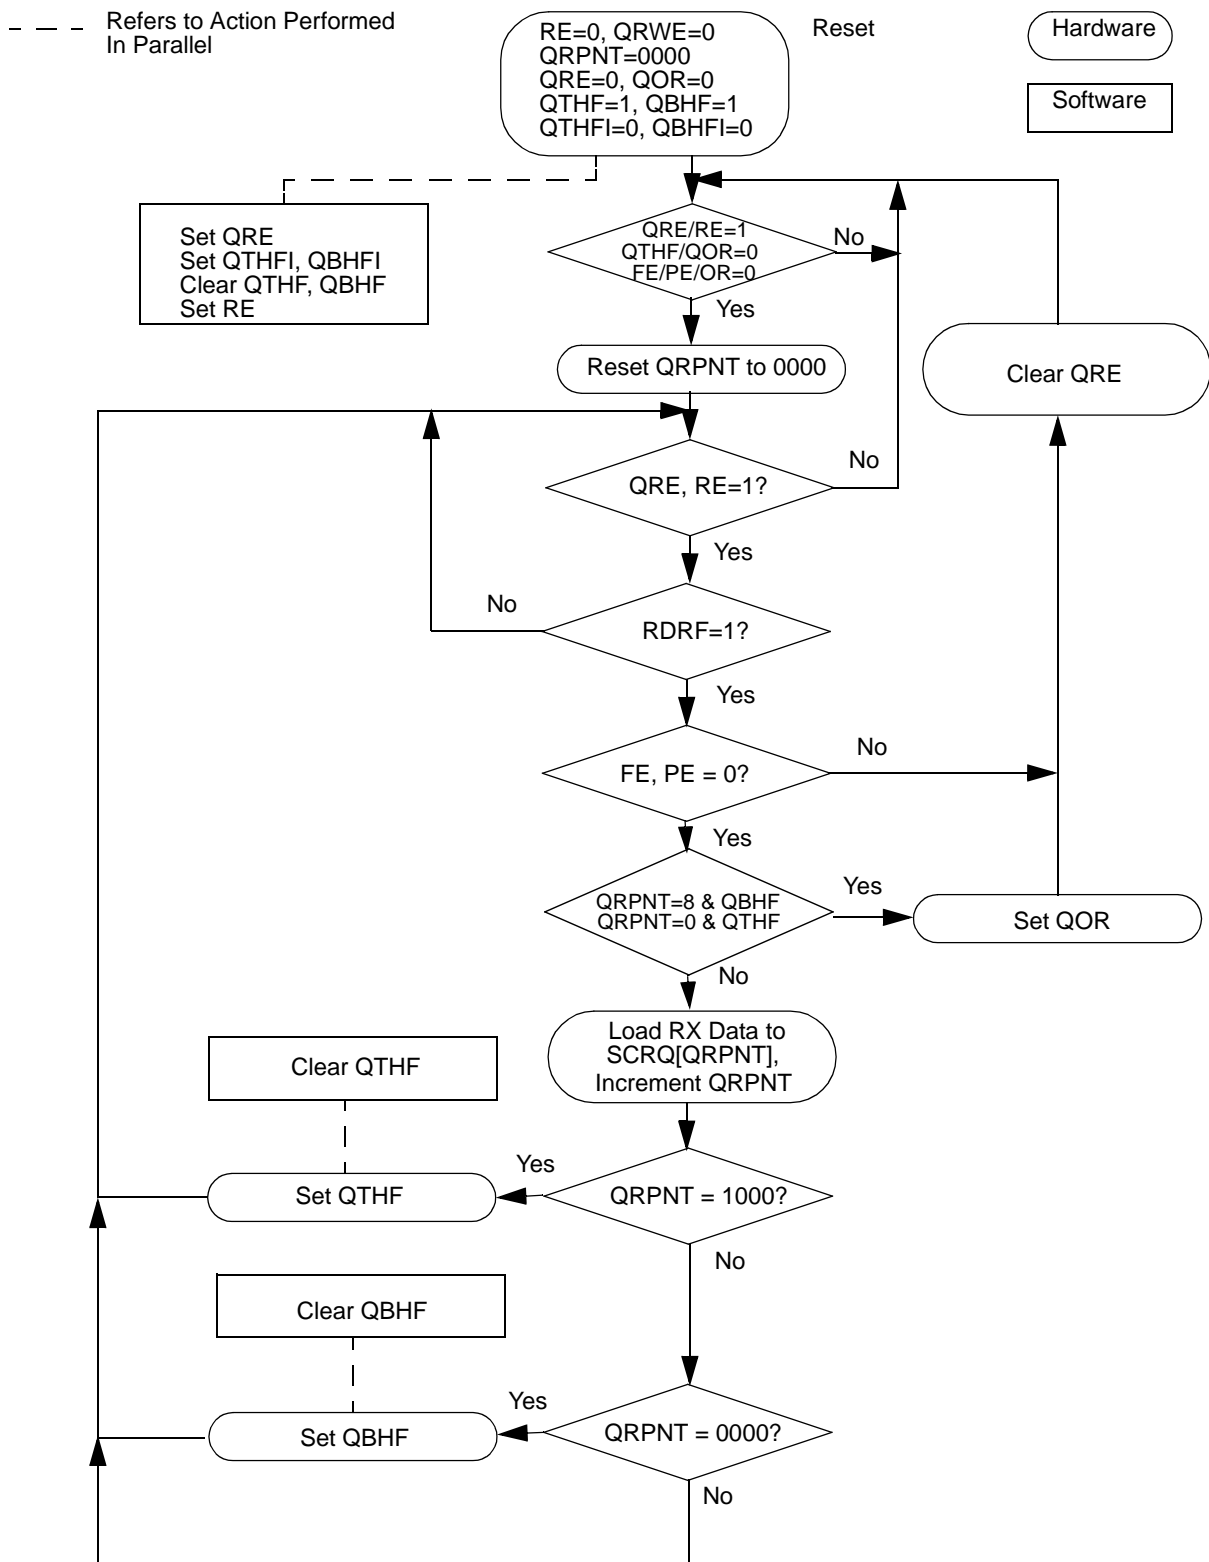 Refers to Action Performed
In Parallel
RE=0, QRWE=0
QRPNT=0000
QRE=0, QOR=0
QTHF=1, QBHF=1
QTHFI=0, QBHFI=0
Reset
Hardware
Software
Set QRE
Set QTHFI, QBHFI
Clear QTHF, QBHF
Set RE
QRE/RE=1
QTHF/QOR=0
FE/PE/OR=0
No
Yes
Reset QRPNT to 0000
Clear QRE
QRE, RE=1?
No
Yes
No
RDRF=1?
Yes
FE, PE = 0?
No
Yes
QRPNT=8 & QBHF
QRPNT=0 & QTHF
Yes
Set QOR
No
Load RX Data to
SCRQ[QRPNT],
Increment QRPNT
Clear QTHF
Yes
Set QTHF
QRPNT = 1000?
No
Clear QBHF
Yes
Set QBHF
QRPNT = 0000?
No